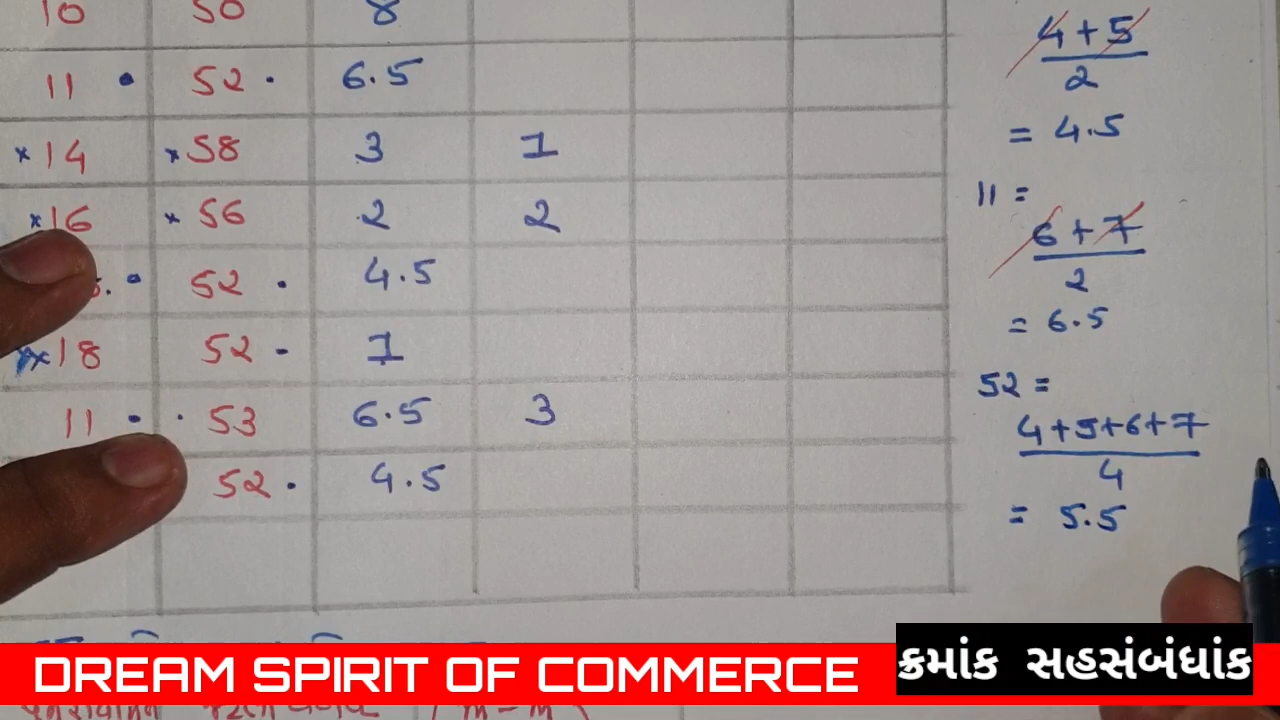 10 50 8
11 • 52 • 6.5
×14 ×58 3 1
×16 ×56 2 2
52 • 4.5
×18 52 • 1
11 • • 53 6.5 3
52 • 4.5
4 + 5
2
= 4.5
11 =
6 + 7
2
= 6.5
52 =
4+5+6+7
4
= 5.5
DREAM SPIRIT OF COMMERCE
ક્રમાંક સહસંબંધાંક